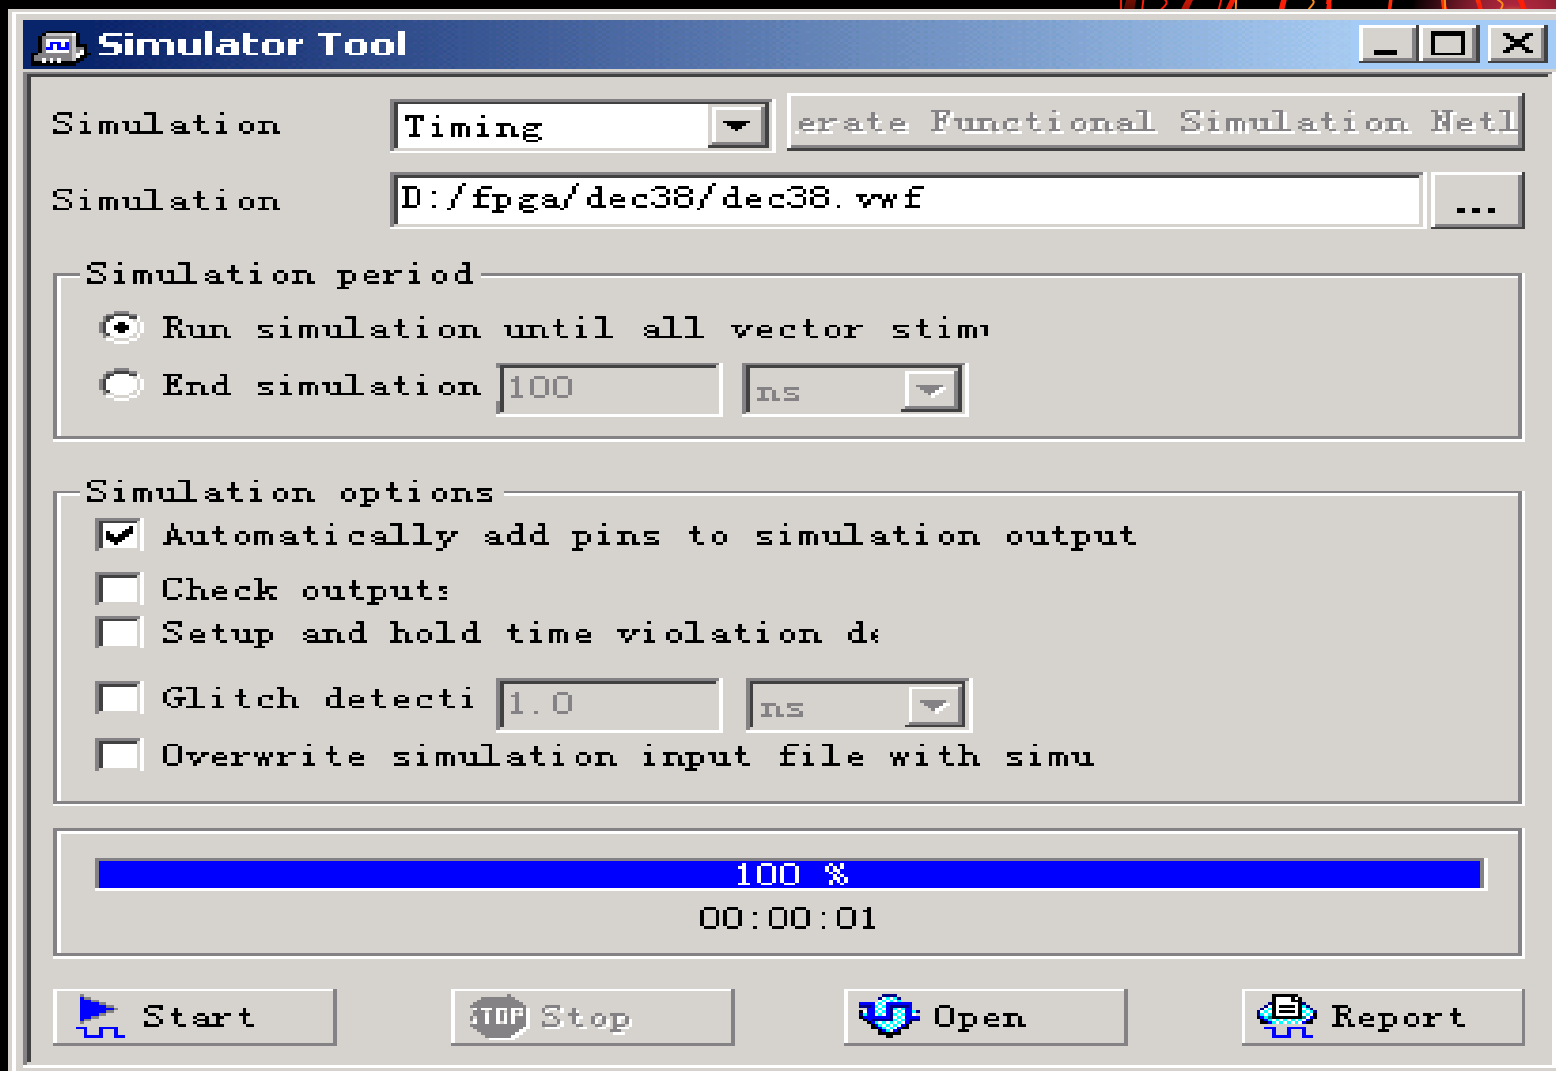 Simulator Tool
Simulation Timing erate Functional Simulation Netl
Simulation D:/fpga/dec38/dec38.vwf ...
Simulation period
Run simulation until all vector stim
End simulation 100 ns
Simulation options
Automatically add pins to simulation output
Check outputs
Setup and hold time violation de
Glitch detecti 1.0 ns
Overwrite simulation input file with simu
100 %
00:00:01
Start STOP Stop Open Report